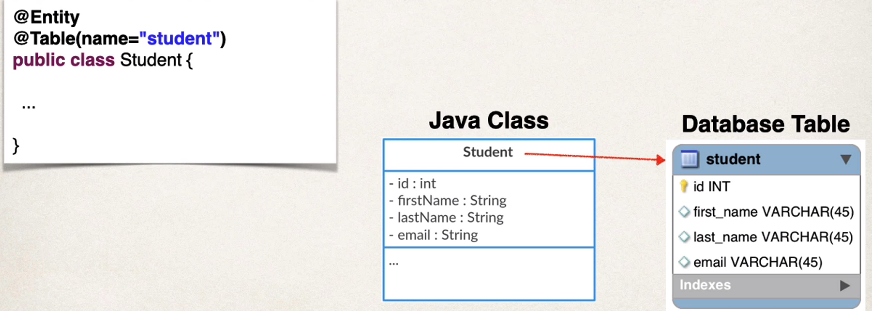 @Entity
@Table(name="student")
public class Student {
...
}
Java Class
Student
- id : int
- firstName : String
- lastName : String
- email : String
...
Database Table
student
id INT
first_name VARCHAR(45)
last_name VARCHAR(45)
email VARCHAR(45)
Indexes